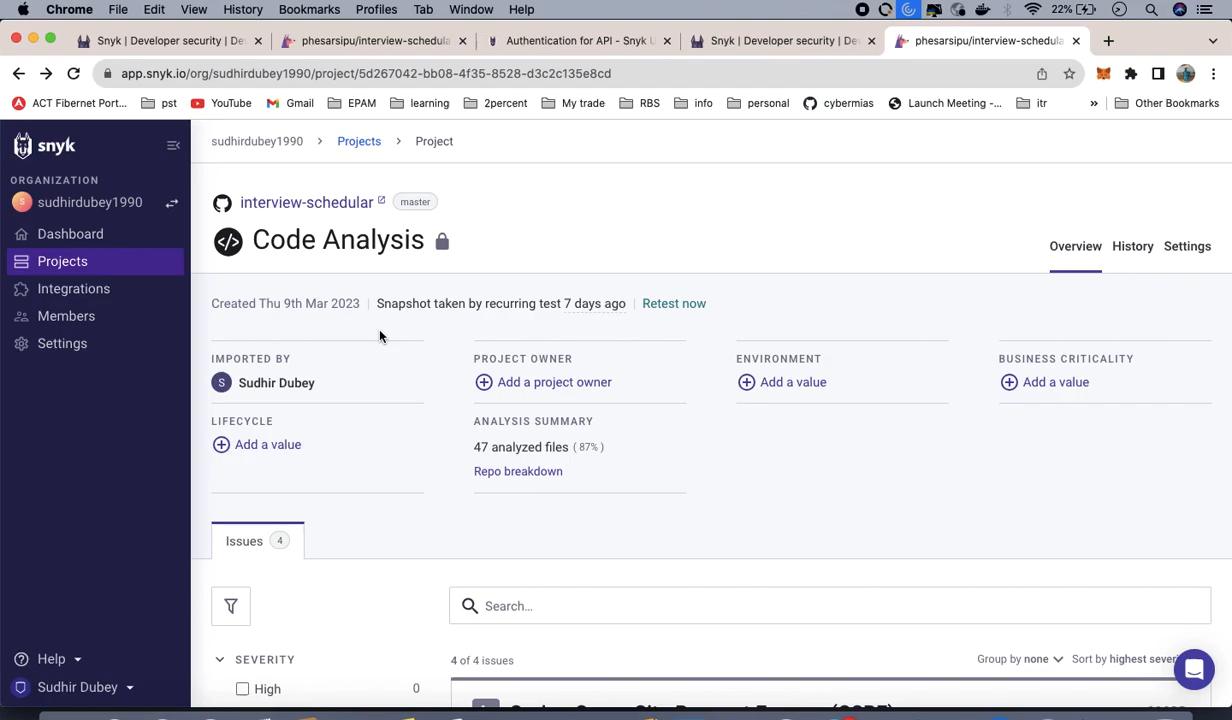 Chrome File Edit View History Bookmarks Profiles Tab Window Help 22%
Snyk | Developer security | De
phesarsipu/interview-schedula
Authentication for API - Snyk U
Snyk | Developer security | De
phesarsipu/interview-schedula
app.snyk.io/org/sudhirdubey1990/project/5d267042-bb08-4f35-8528-d3c2c135e8cd
ACT Fibernet Port... pst YouTube Gmail EPAM learning 2percent My trade RBS info personal cybermias Launch Meeting -... itr » Other Bookmarks
snyk
ORGANIZATION
S sudhirdubey1990
Dashboard
Projects
Integrations
Members
Settings
Help
Sudhir Dubey
sudhirdubey1990 > Projects > Project
interview-schedular master
Code Analysis
Overview History Settings
Created Thu 9th Mar 2023 | Snapshot taken by recurring test 7 days ago | Retest now
IMPORTED BY
S Sudhir Dubey
PROJECT OWNER
Add a project owner
ENVIRONMENT
Add a value
BUSINESS CRITICALITY
Add a value
LIFECYCLE
Add a value
ANALYSIS SUMMARY
47 analyzed files (87%)
Repo breakdown
Issues 4
Search...
SEVERITY
High 0
4 of 4 issues
Group by none Sort by highest severi